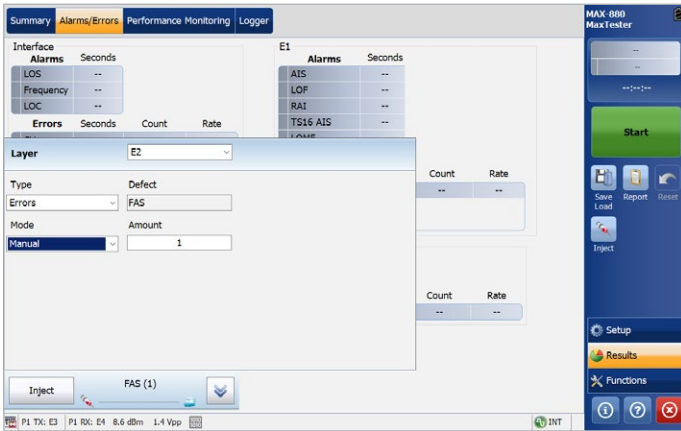 Summary Alarms/Errors Performance Monitoring Logger
MAX-880
MaxTester
Interface
Alarms Seconds
LOS --
Frequency --
LOC --
Errors Seconds Count Rate
E1
Alarms Seconds
AIS --
LOF --
RAI --
TS16 AIS --
Layer E2
Type Defect
Errors FAS
Mode Amount
Manual 1
Count Rate
-- --
Count Rate
-- --
Inject FAS (1)
--
--
--:--:--
Start
Save
Load
Report
Reset
Inject
Setup
Results
Functions
P1 TX: E3 P1 RX: E4 8.6 dBm 1.4 Vpp INT